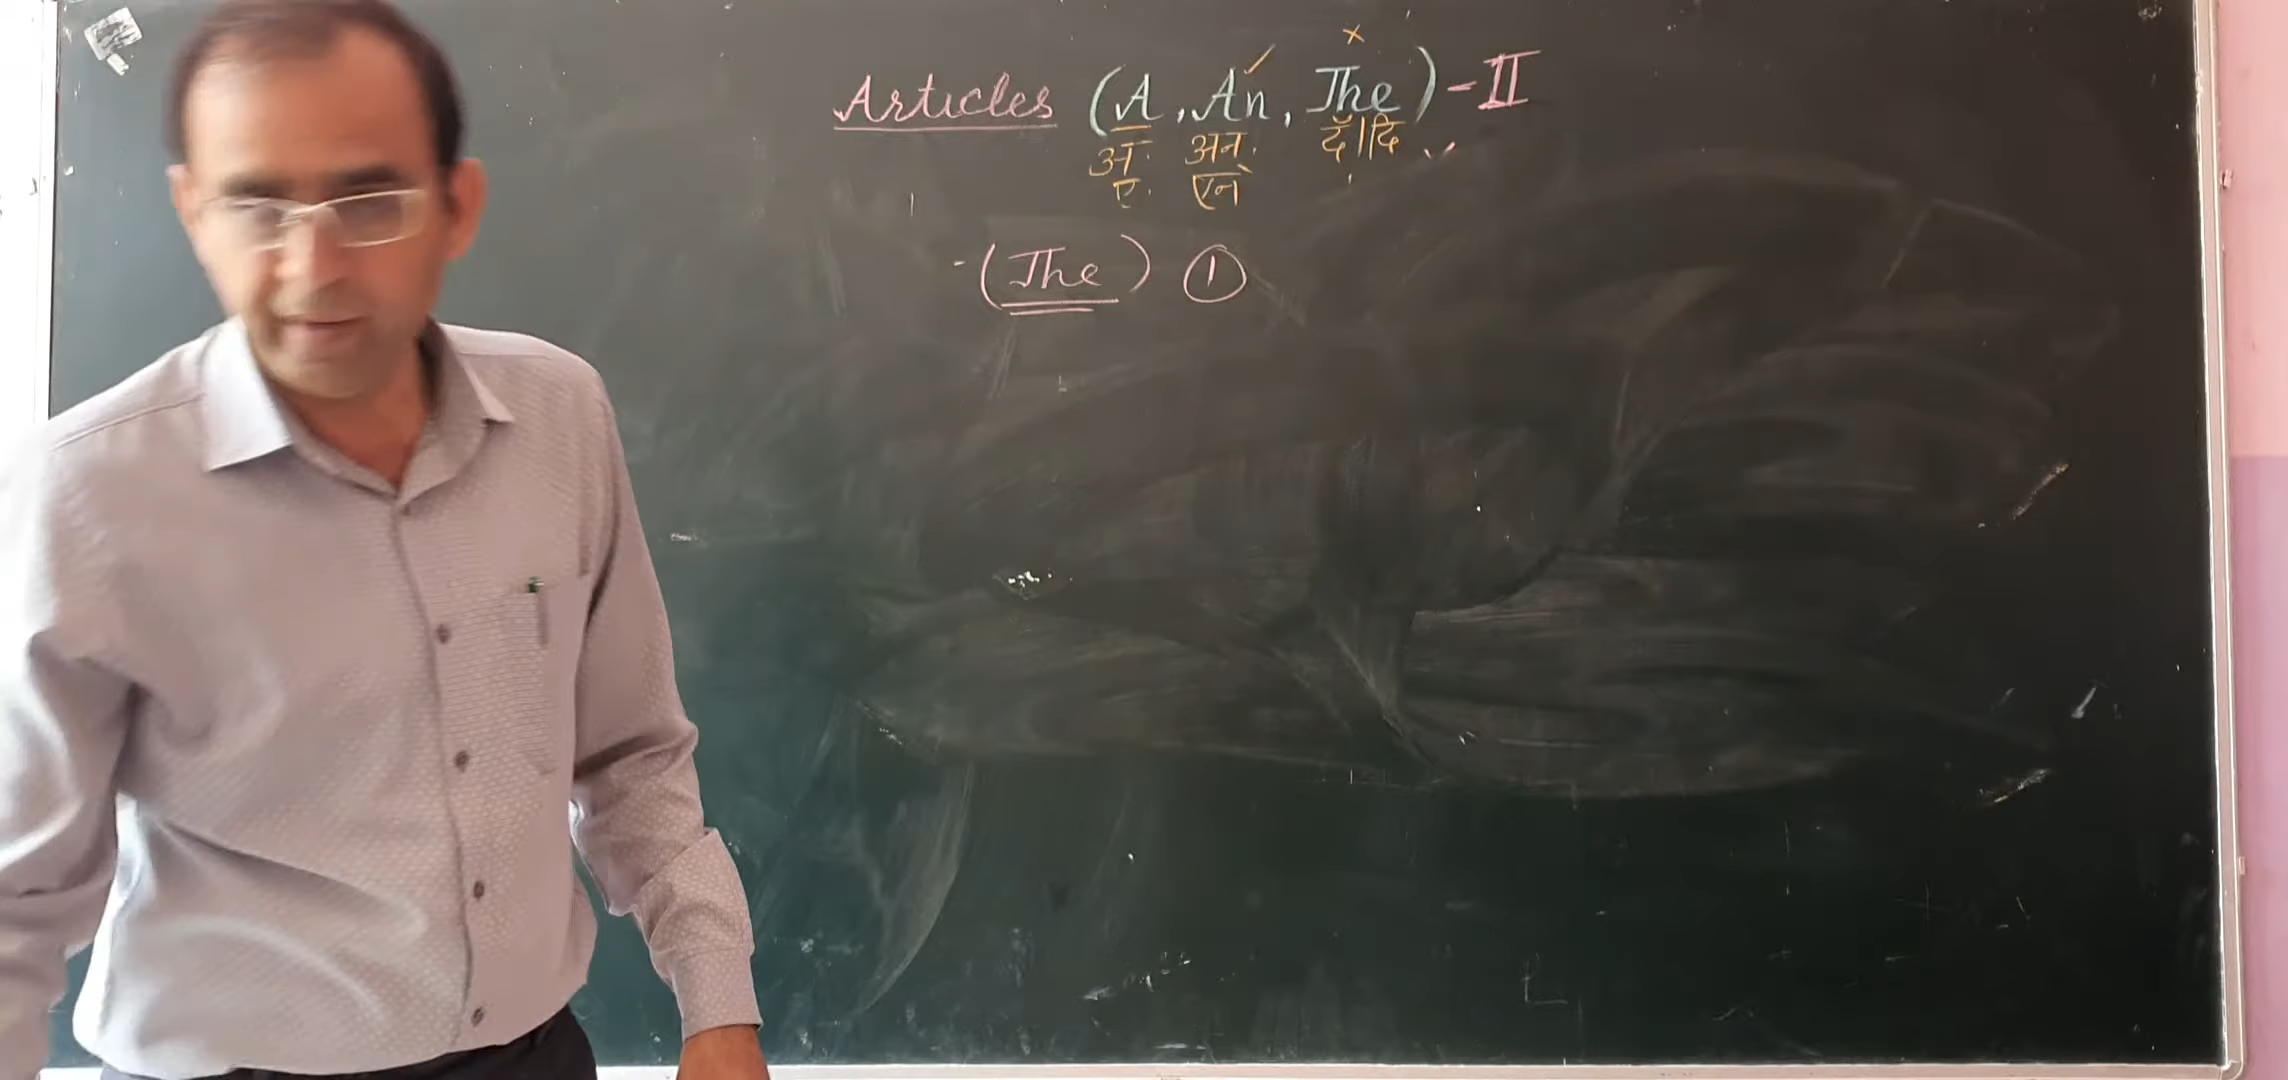 Articles (A, An, The) - II
अ अन दॅ।दि
ए एन
(The) ①